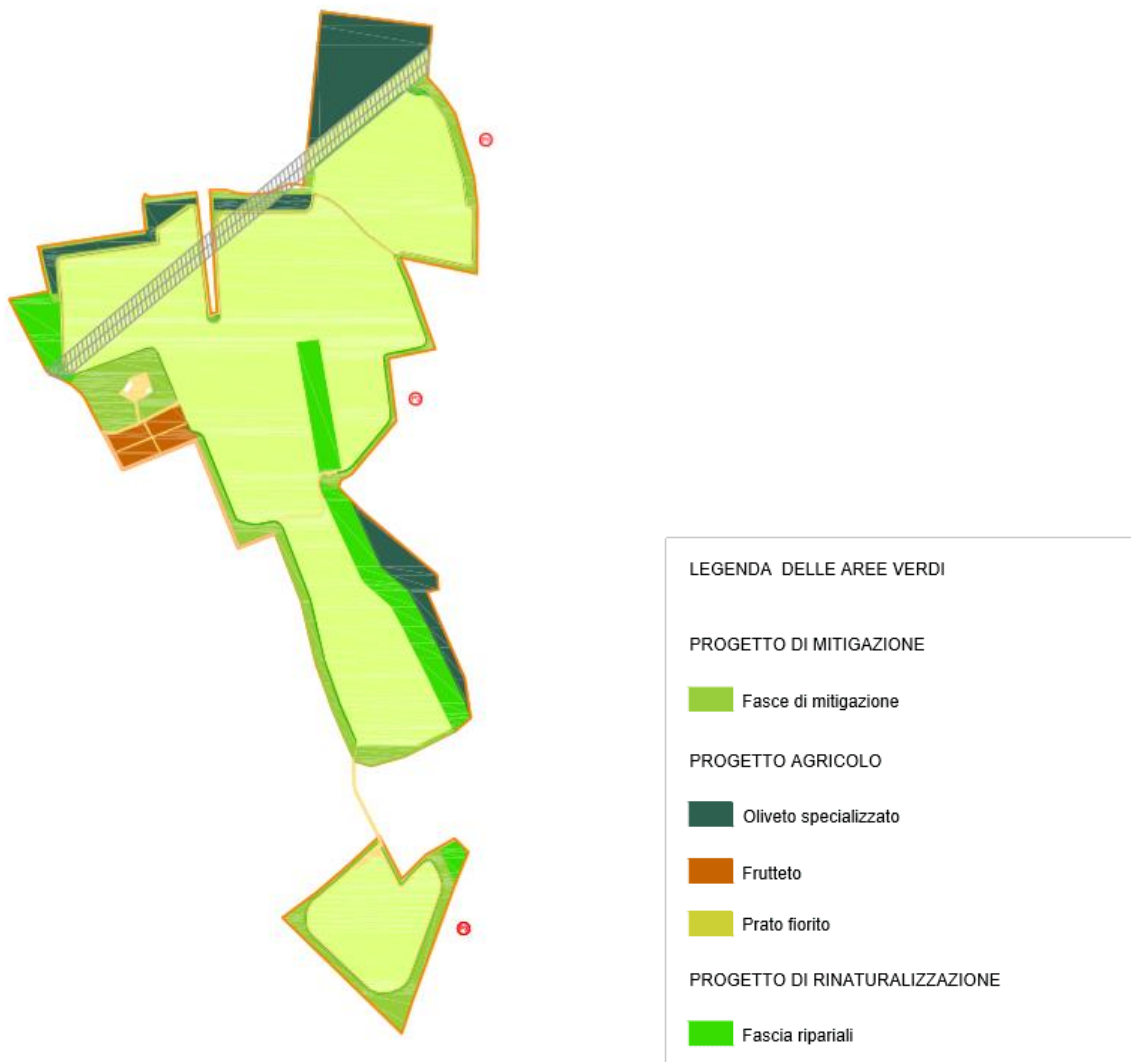 LEGENDA DELLE AREE VERDI
PROGETTO DI MITIGAZIONE
Fasce di mitigazione
PROGETTO AGRICOLO
Oliveto specializzato
Frutteto
Prato fiorito
PROGETTO DI RINATURALIZZAZIONE
Fascia ripariali